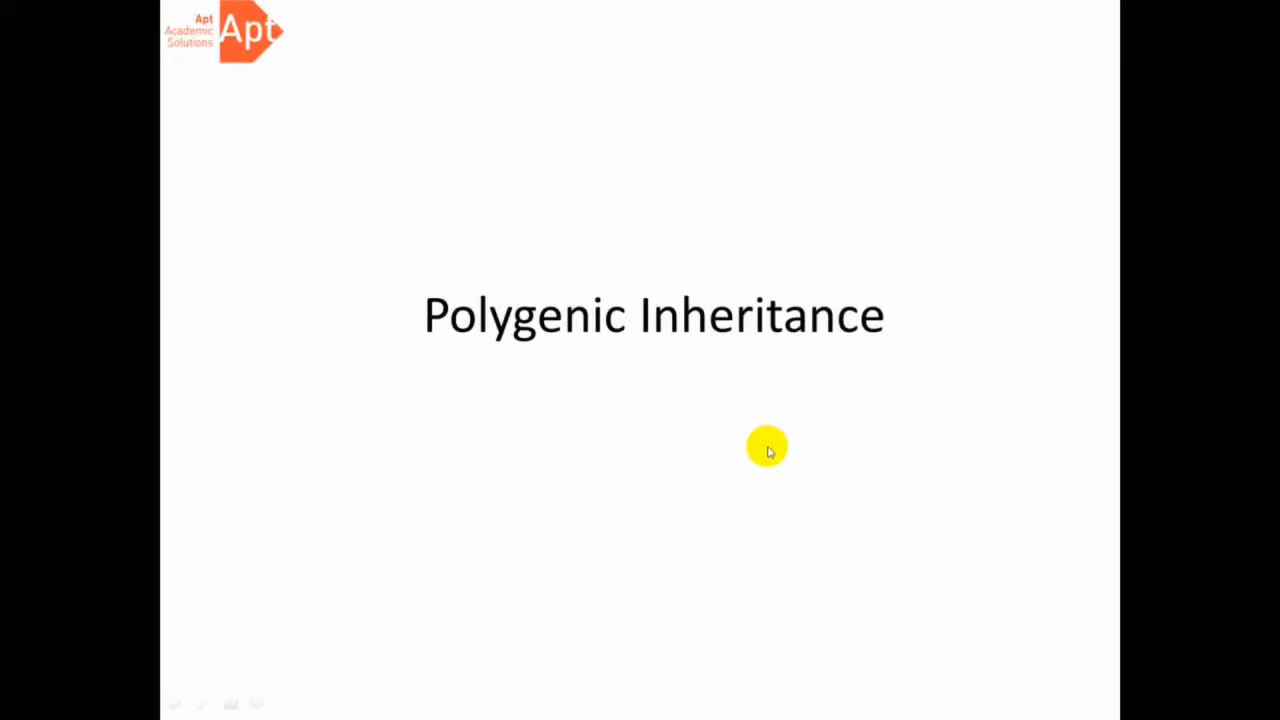 Apt
Academic
Solutions
Apt
Polygenic Inheritance